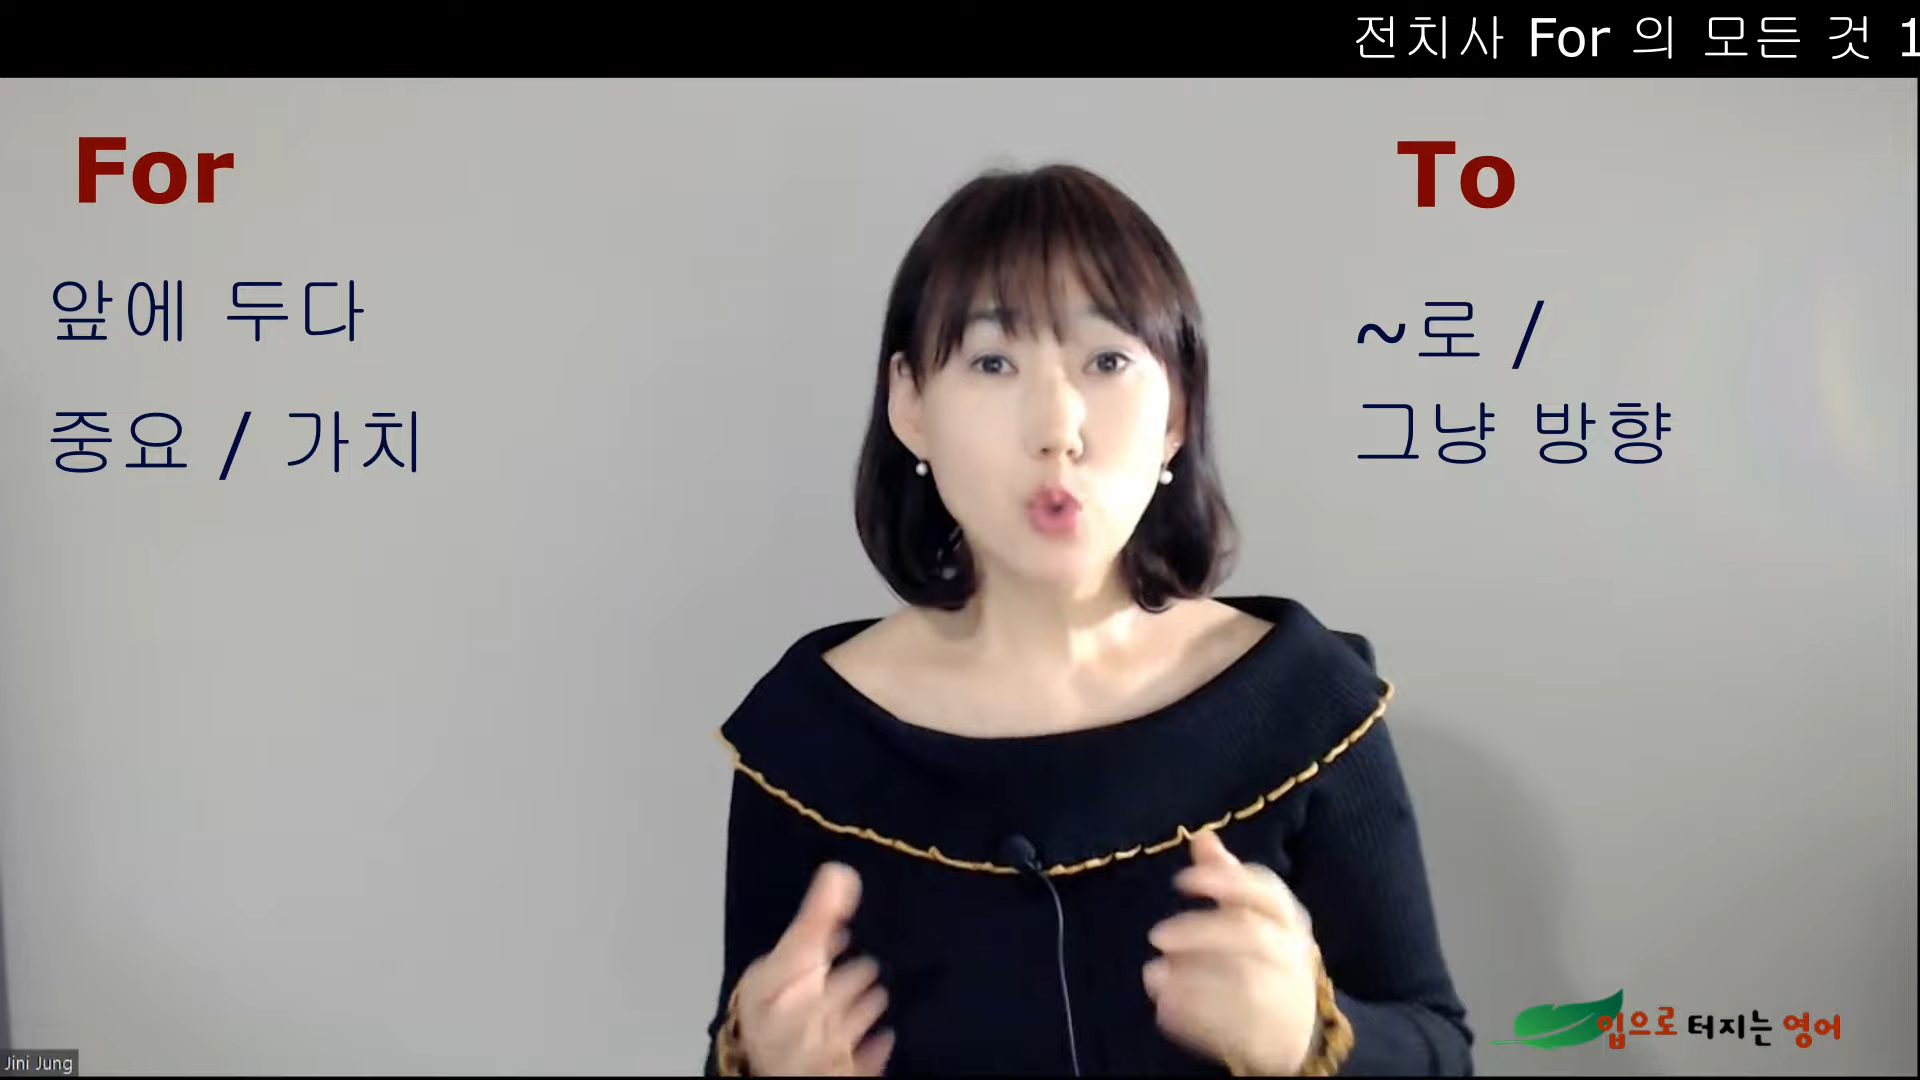 전치사 For 의 모든 것 1
For
앞에 두다
중요 / 가치
To
~로 /
그냥 방향
입으로 터지는 영어
Jini Jung